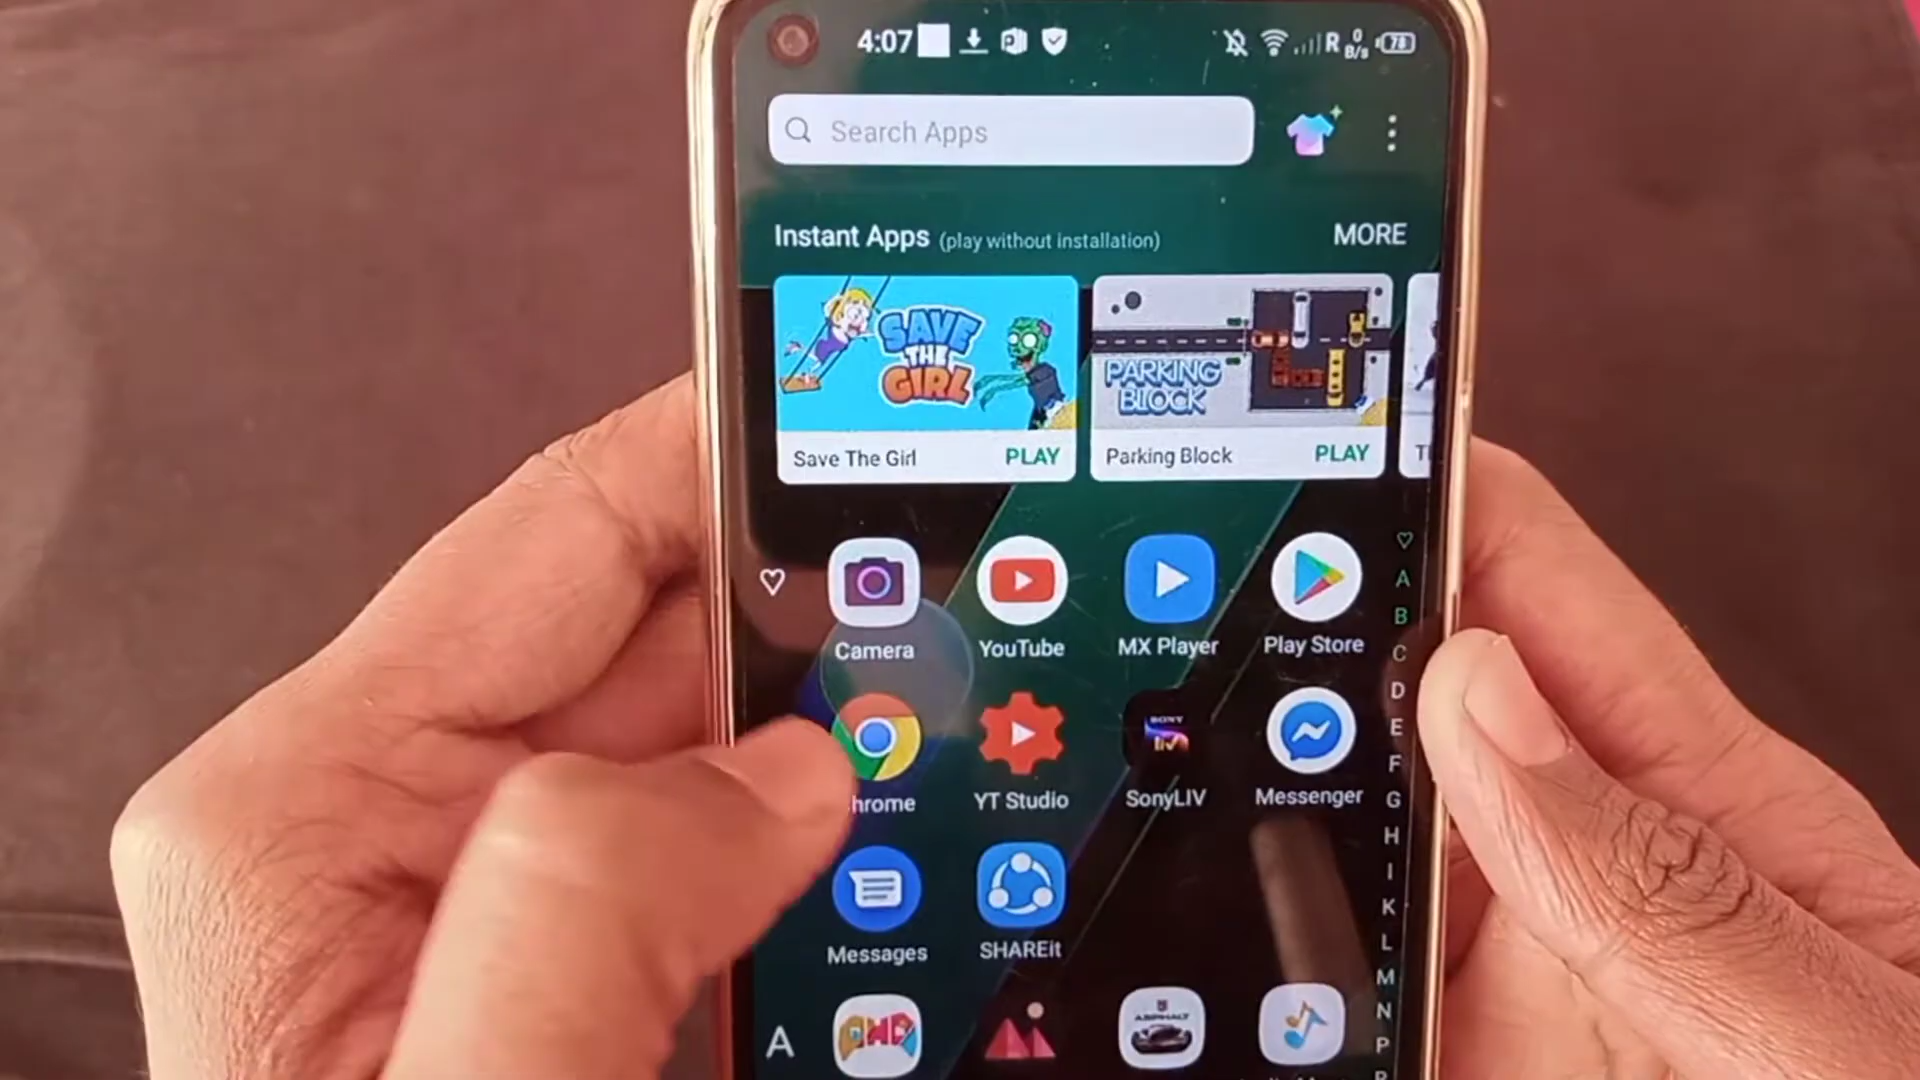 4:07 R 0 B/s 78
Search Apps
Instant Apps (play without installation) MORE
SAVE
THE
GIRL
PARKING
BLOCK
Save The Girl PLAY
Parking Block PLAY
Camera YouTube MX Player Play Store
SONY
liv
hrome YT Studio SonyLIV Messenger
Messages SHAREit
A
ASPHALT
A
B
C
D
E
F
G
H
I
K
L
M
N
P
R